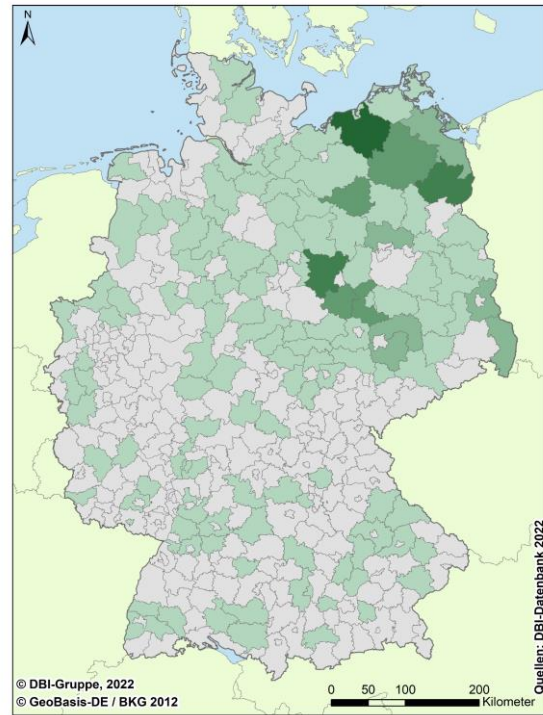 N
Quellen: DBI-Datenbank 2022
© DBI-Gruppe, 2022
© GeoBasis-DE / BKG 2012
0 50 100 200
Kilometer